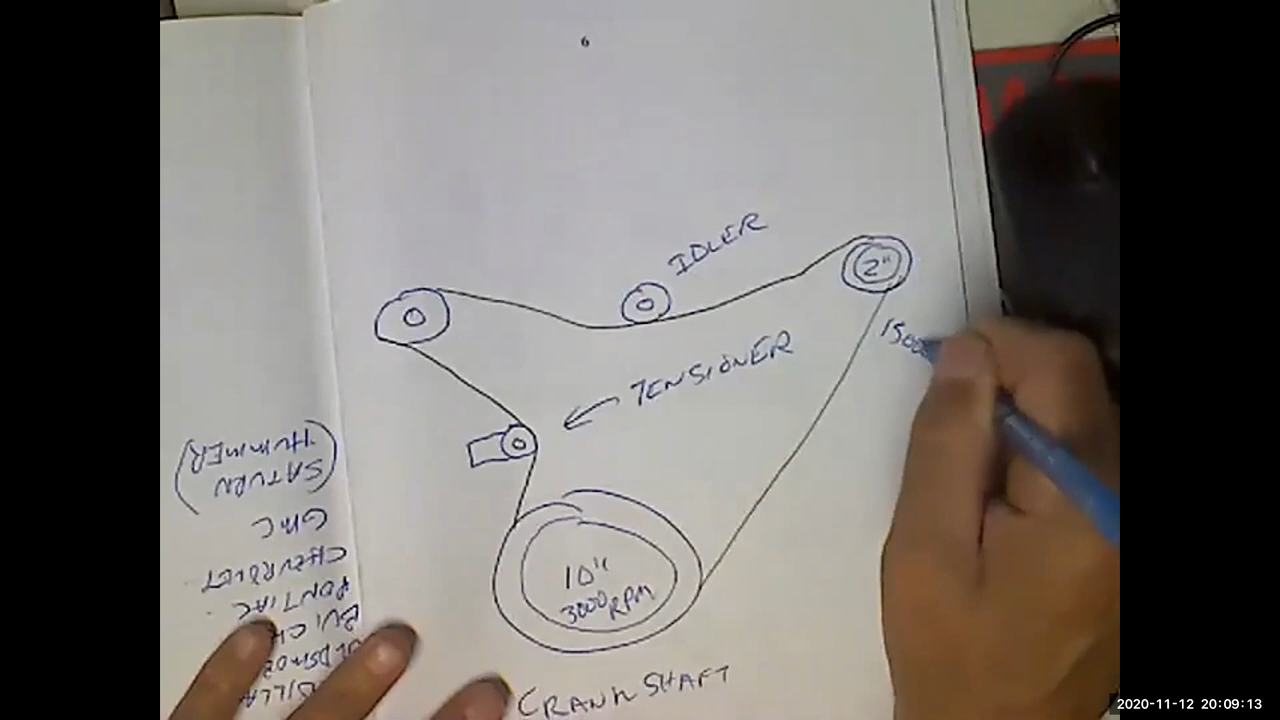 6
IDLER
2"
1500
TENSIONER
10"
3000 RPM
CRANKSHAFT
(HUMMER)
SATURN
GMC
CHEVROLET
PONTIAC
BUICK
2020-11-12 20:09:13